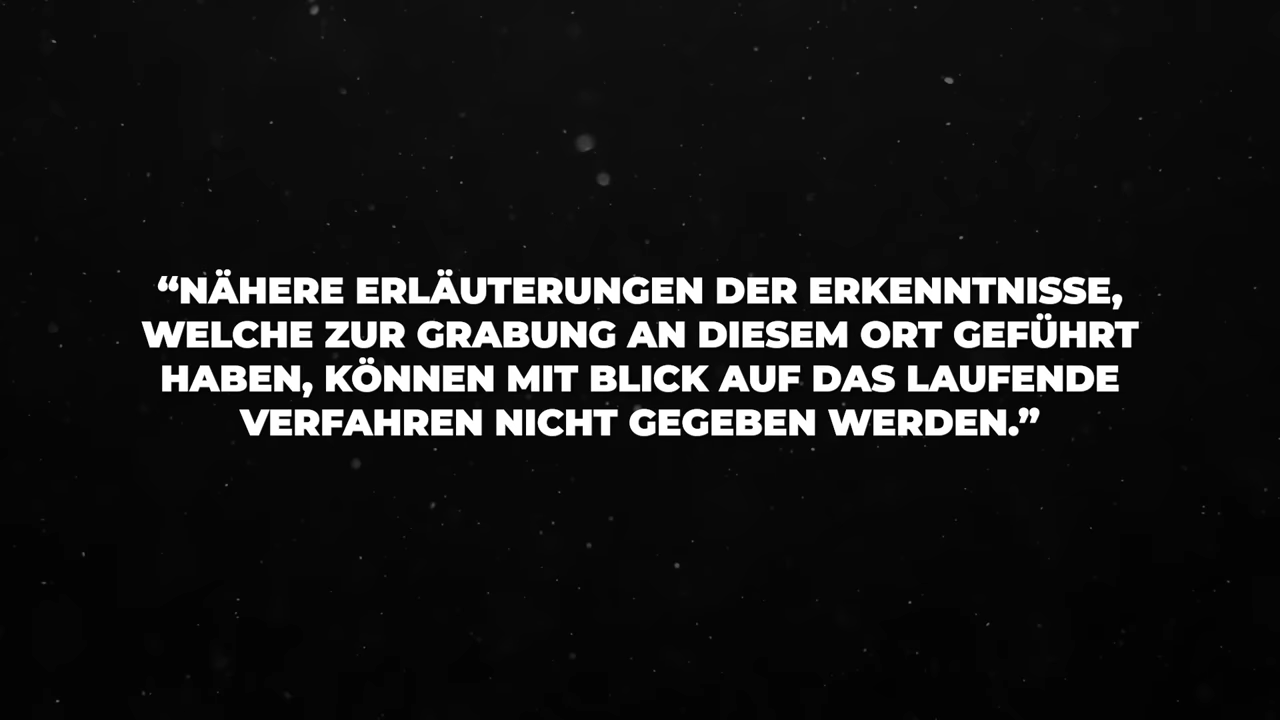 “NÄHERE ERLÄUTERUNGEN DER ERKENNTNISSE,
WELCHE ZUR GRABUNG AN DIESEM ORT GEFÜHRT
HABEN, KÖNNEN MIT BLICK AUF DAS LAUFENDE
VERFAHREN NICHT GEGEBEN WERDEN.”